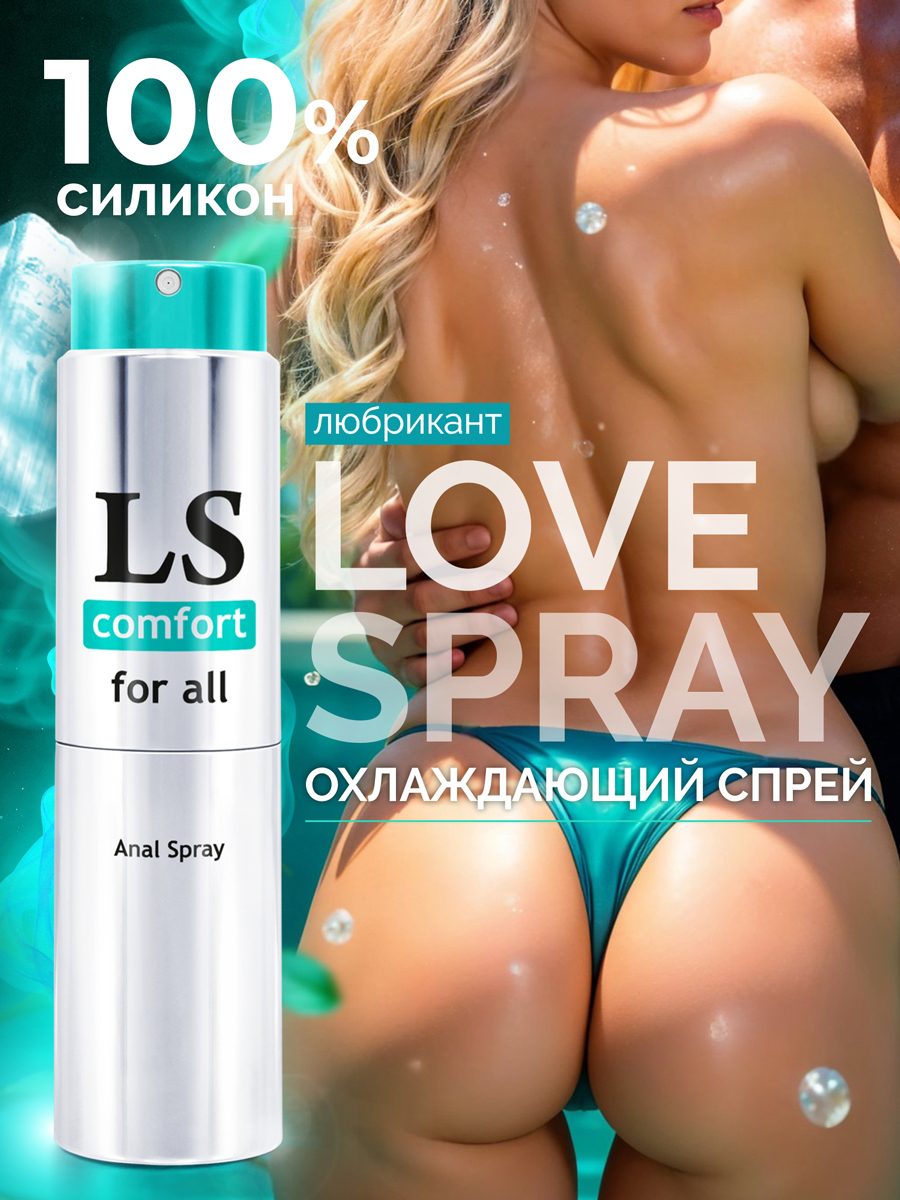 100%
СИЛИКОН
LS
comfort
for all
Anal Spray
любрикант
LOVE
SPRAY
ОХЛАЖДАЮЩИЙ СПРЕЙ